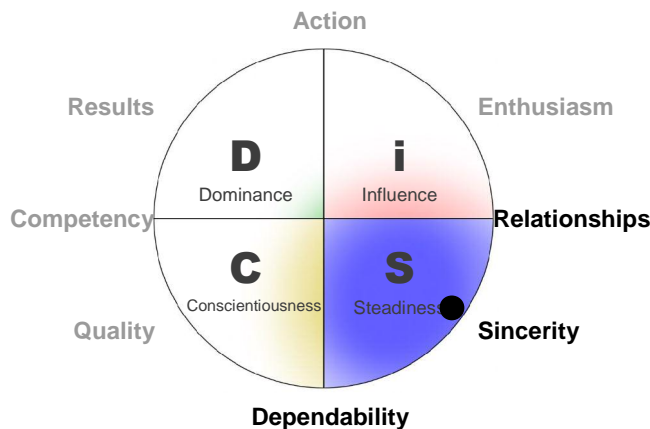 Action
Results
Enthusiasm
D
Dominance
i
Influence
Competency
Relationships
C
Conscientiousness
S
Steadiness
Quality
Sincerity
Dependability